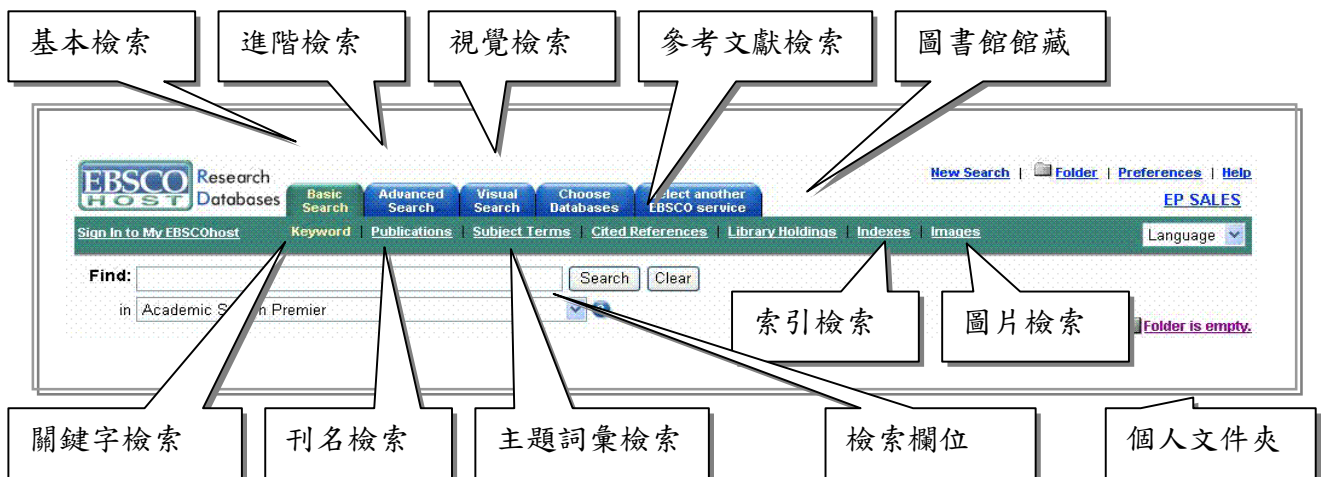 基本檢索 進階檢索 視覺檢索 參考文獻檢索 圖書館館藏
EBSCO Research
HOST Databases
Basic Search Advanced Search Visual Search Choose Databases elect another EBSCO service
New Search | Folder | Preferences | Help
EP SALES
Sign In to My EBSCOhost Keyword | Publications | Subject Terms | Cited References | Library Holdings | Indexes | Images
Language
Find: Search Clear
in Academic S n Premier
索引檢索 圖片檢索
Folder is empty.
關鍵字檢索 刊名檢索 主題詞彙檢索 檢索欄位 個人文件夾